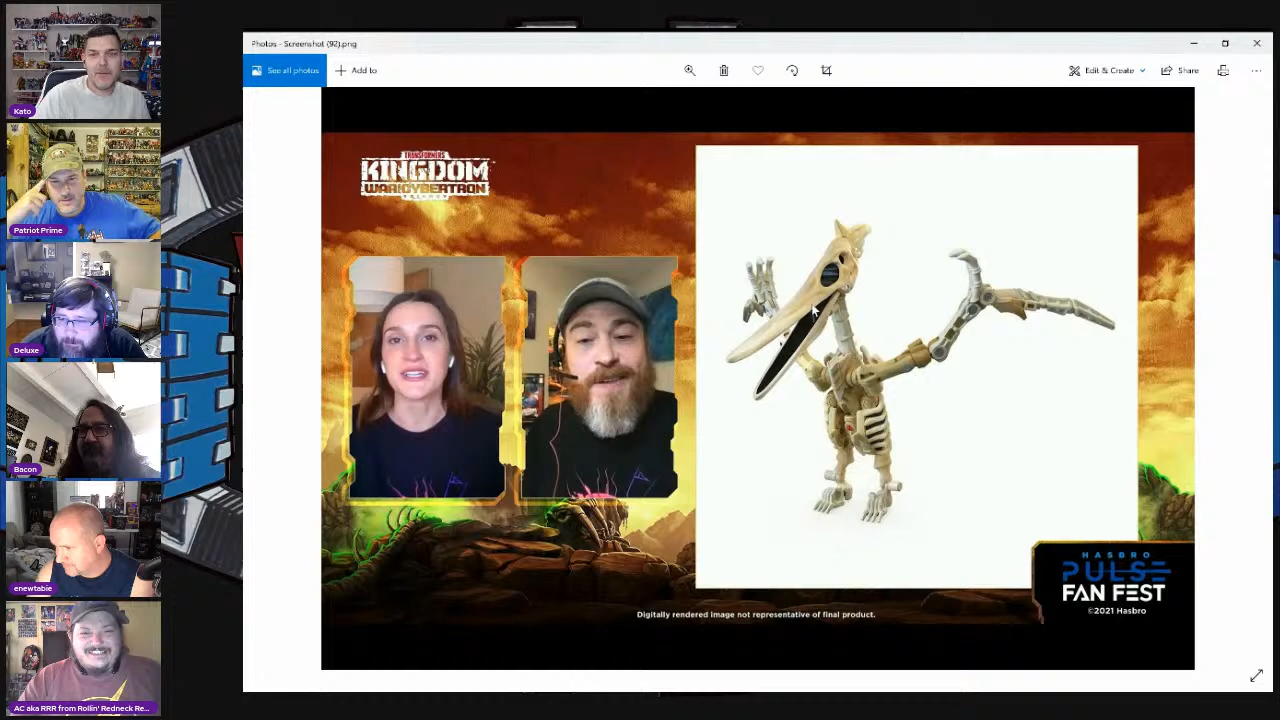 Photos - Screenshot (92).png
See all photos
Add to
Edit & Create
Share
Kato
Patriot Prime
Deluxe
Bacon
enewtabie
AC aka RRR from Rollin' Redneck Re...
TRANSFORMERS
KINGDOM
WAR FOR CYBERTRON
TRILOGY
HASBRO
PULSE
FAN FEST
©2021 Hasbro
Digitally rendered image not representative of final product.